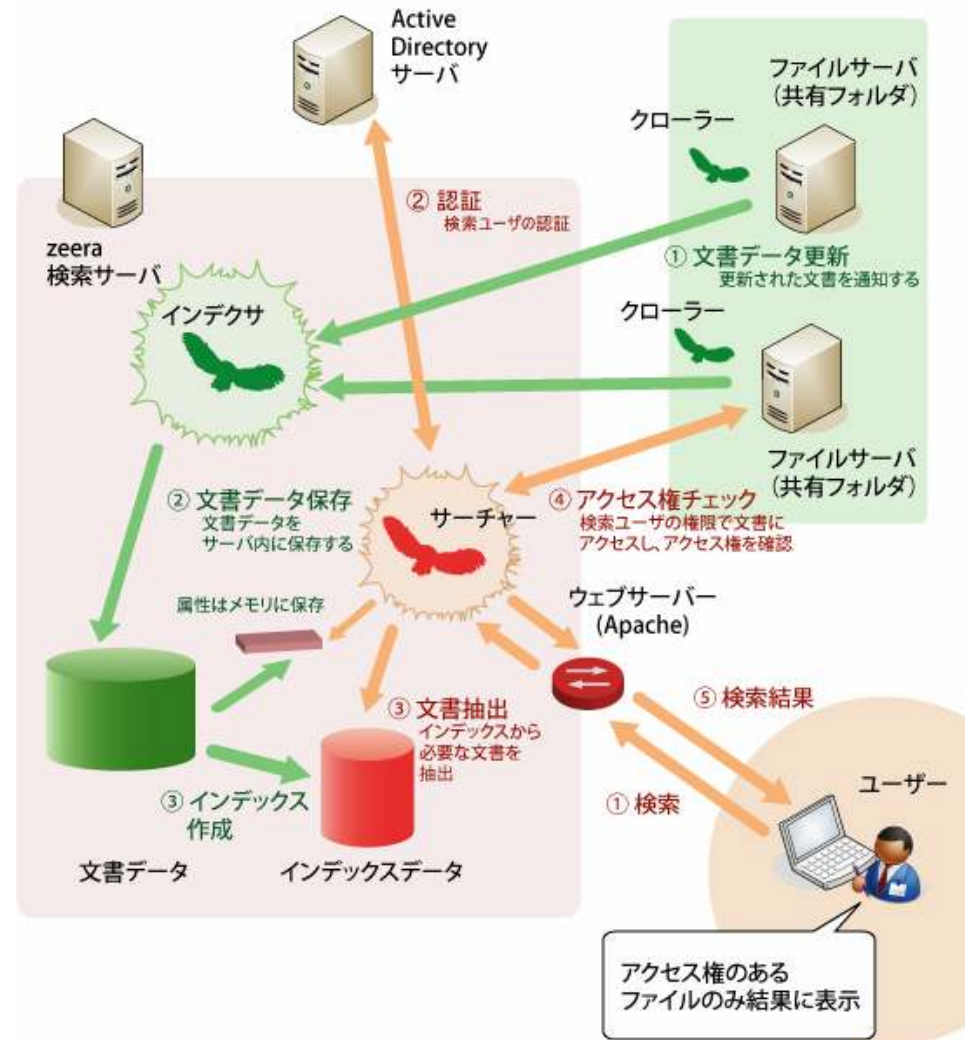 Active
Directory
サーバ
ファイルサーバ
(共有フォルダ)
クローラー
② 認証
検索ユーザの認証
zeera
検索サーバ
① 文書データ更新
更新された文書を通知する
インデクサ
クローラー
ファイルサーバ
(共有フォルダ)
② 文書データ保存
文書データを
サーバ内に保存する
サーチャー
④ アクセス権チェック
検索ユーザの権限で文書に
アクセスし、アクセス権を確認
属性はメモリに保存
ウェブサーバー
(Apache)
③ 文書抽出
インデックスから
必要な文書を
抽出
⑤ 検索結果
① 検索
ユーザー
③ インデックス
作成
文書データ
インデックスデータ
アクセス権のある
ファイルのみ結果に表示